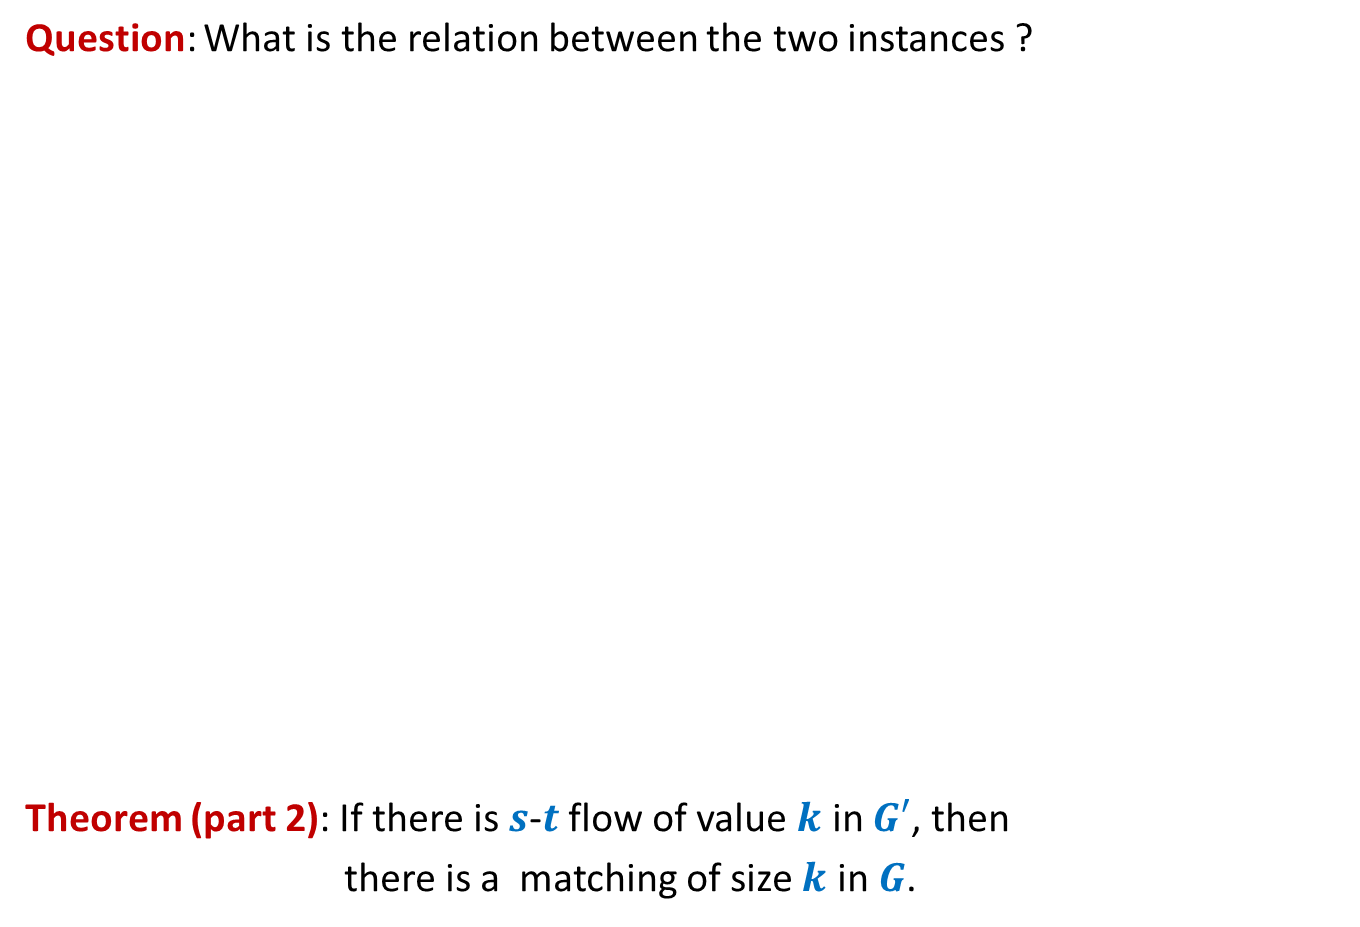 Question: What is the relation between the two instances ?
Theorem (part 2): If there is s-t flow of value k in G′, then
there is a matching of size k in G.